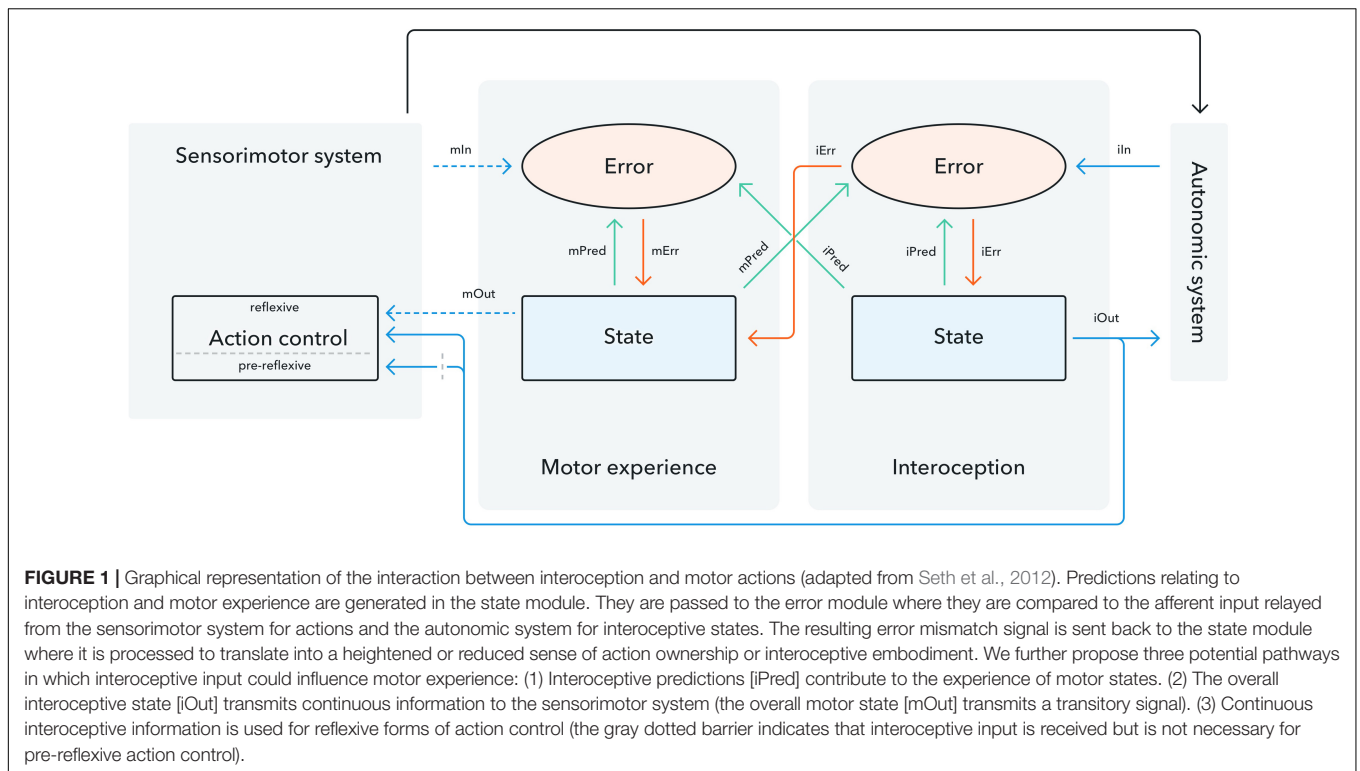 Sensorimotor system
mIn
Error
iErr
Error
iIn
Autonomic system
mPred
mErr
mPred
iPred
iPred
iErr
mOut
reflexive
Action control
pre-reflexive
State
State
iOut
Motor experience
Interoception
FIGURE 1 | Graphical representation of the interaction between interoception and motor actions (adapted from Seth et al., 2012). Predictions relating to
interoception and motor experience are generated in the state module. They are passed to the error module where they are compared to the afferent input relayed
from the sensorimotor system for actions and the autonomic system for interoceptive states. The resulting error mismatch signal is sent back to the state module
where it is processed to translate into a heightened or reduced sense of action ownership or interoceptive embodiment. We further propose three potential pathways
in which interoceptive input could influence motor experience: (1) Interoceptive predictions [iPred] contribute to the experience of motor states. (2) The overall
interoceptive state [iOut] transmits continuous information to the sensorimotor system (the overall motor state [mOut] transmits a transitory signal). (3) Continuous
interoceptive information is used for reflexive forms of action control (the gray dotted barrier indicates that interoceptive input is received but is not necessary for
pre-reflexive action control).